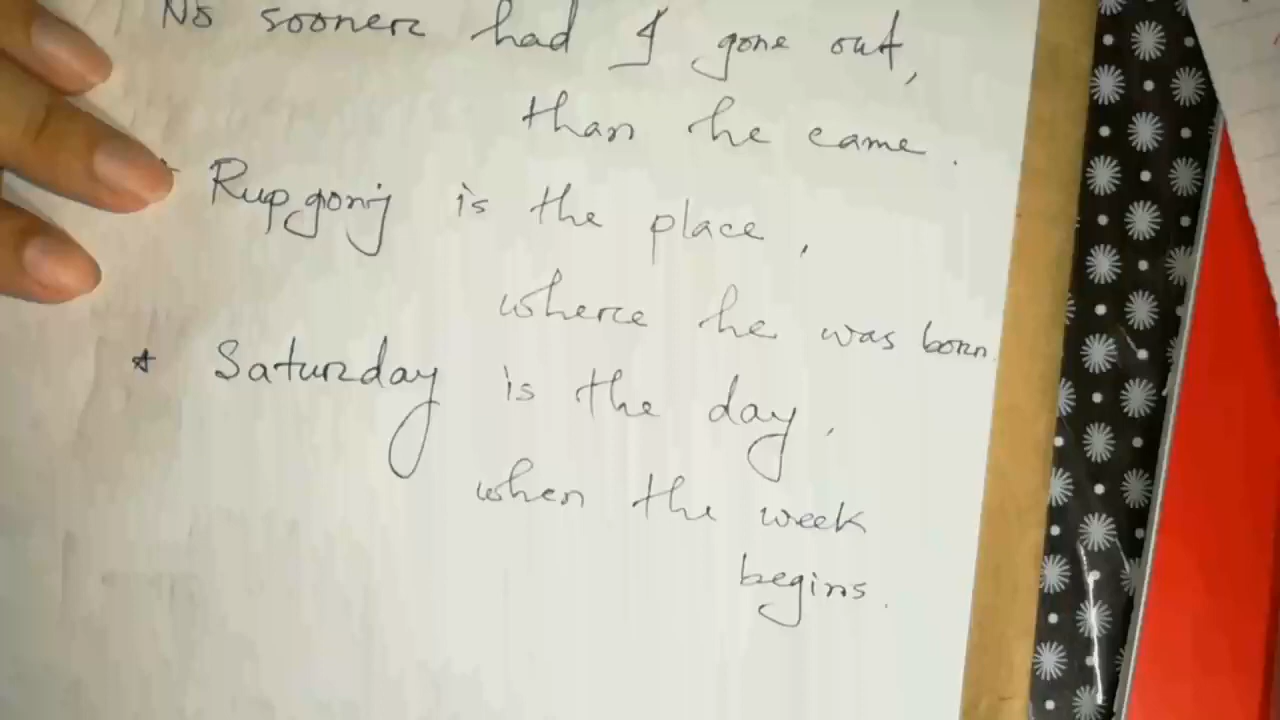 No sooner had I gone out,
than he came.
* Rupgonj is the place,
where he was born.
* Saturday is the day,
when the week
begins.